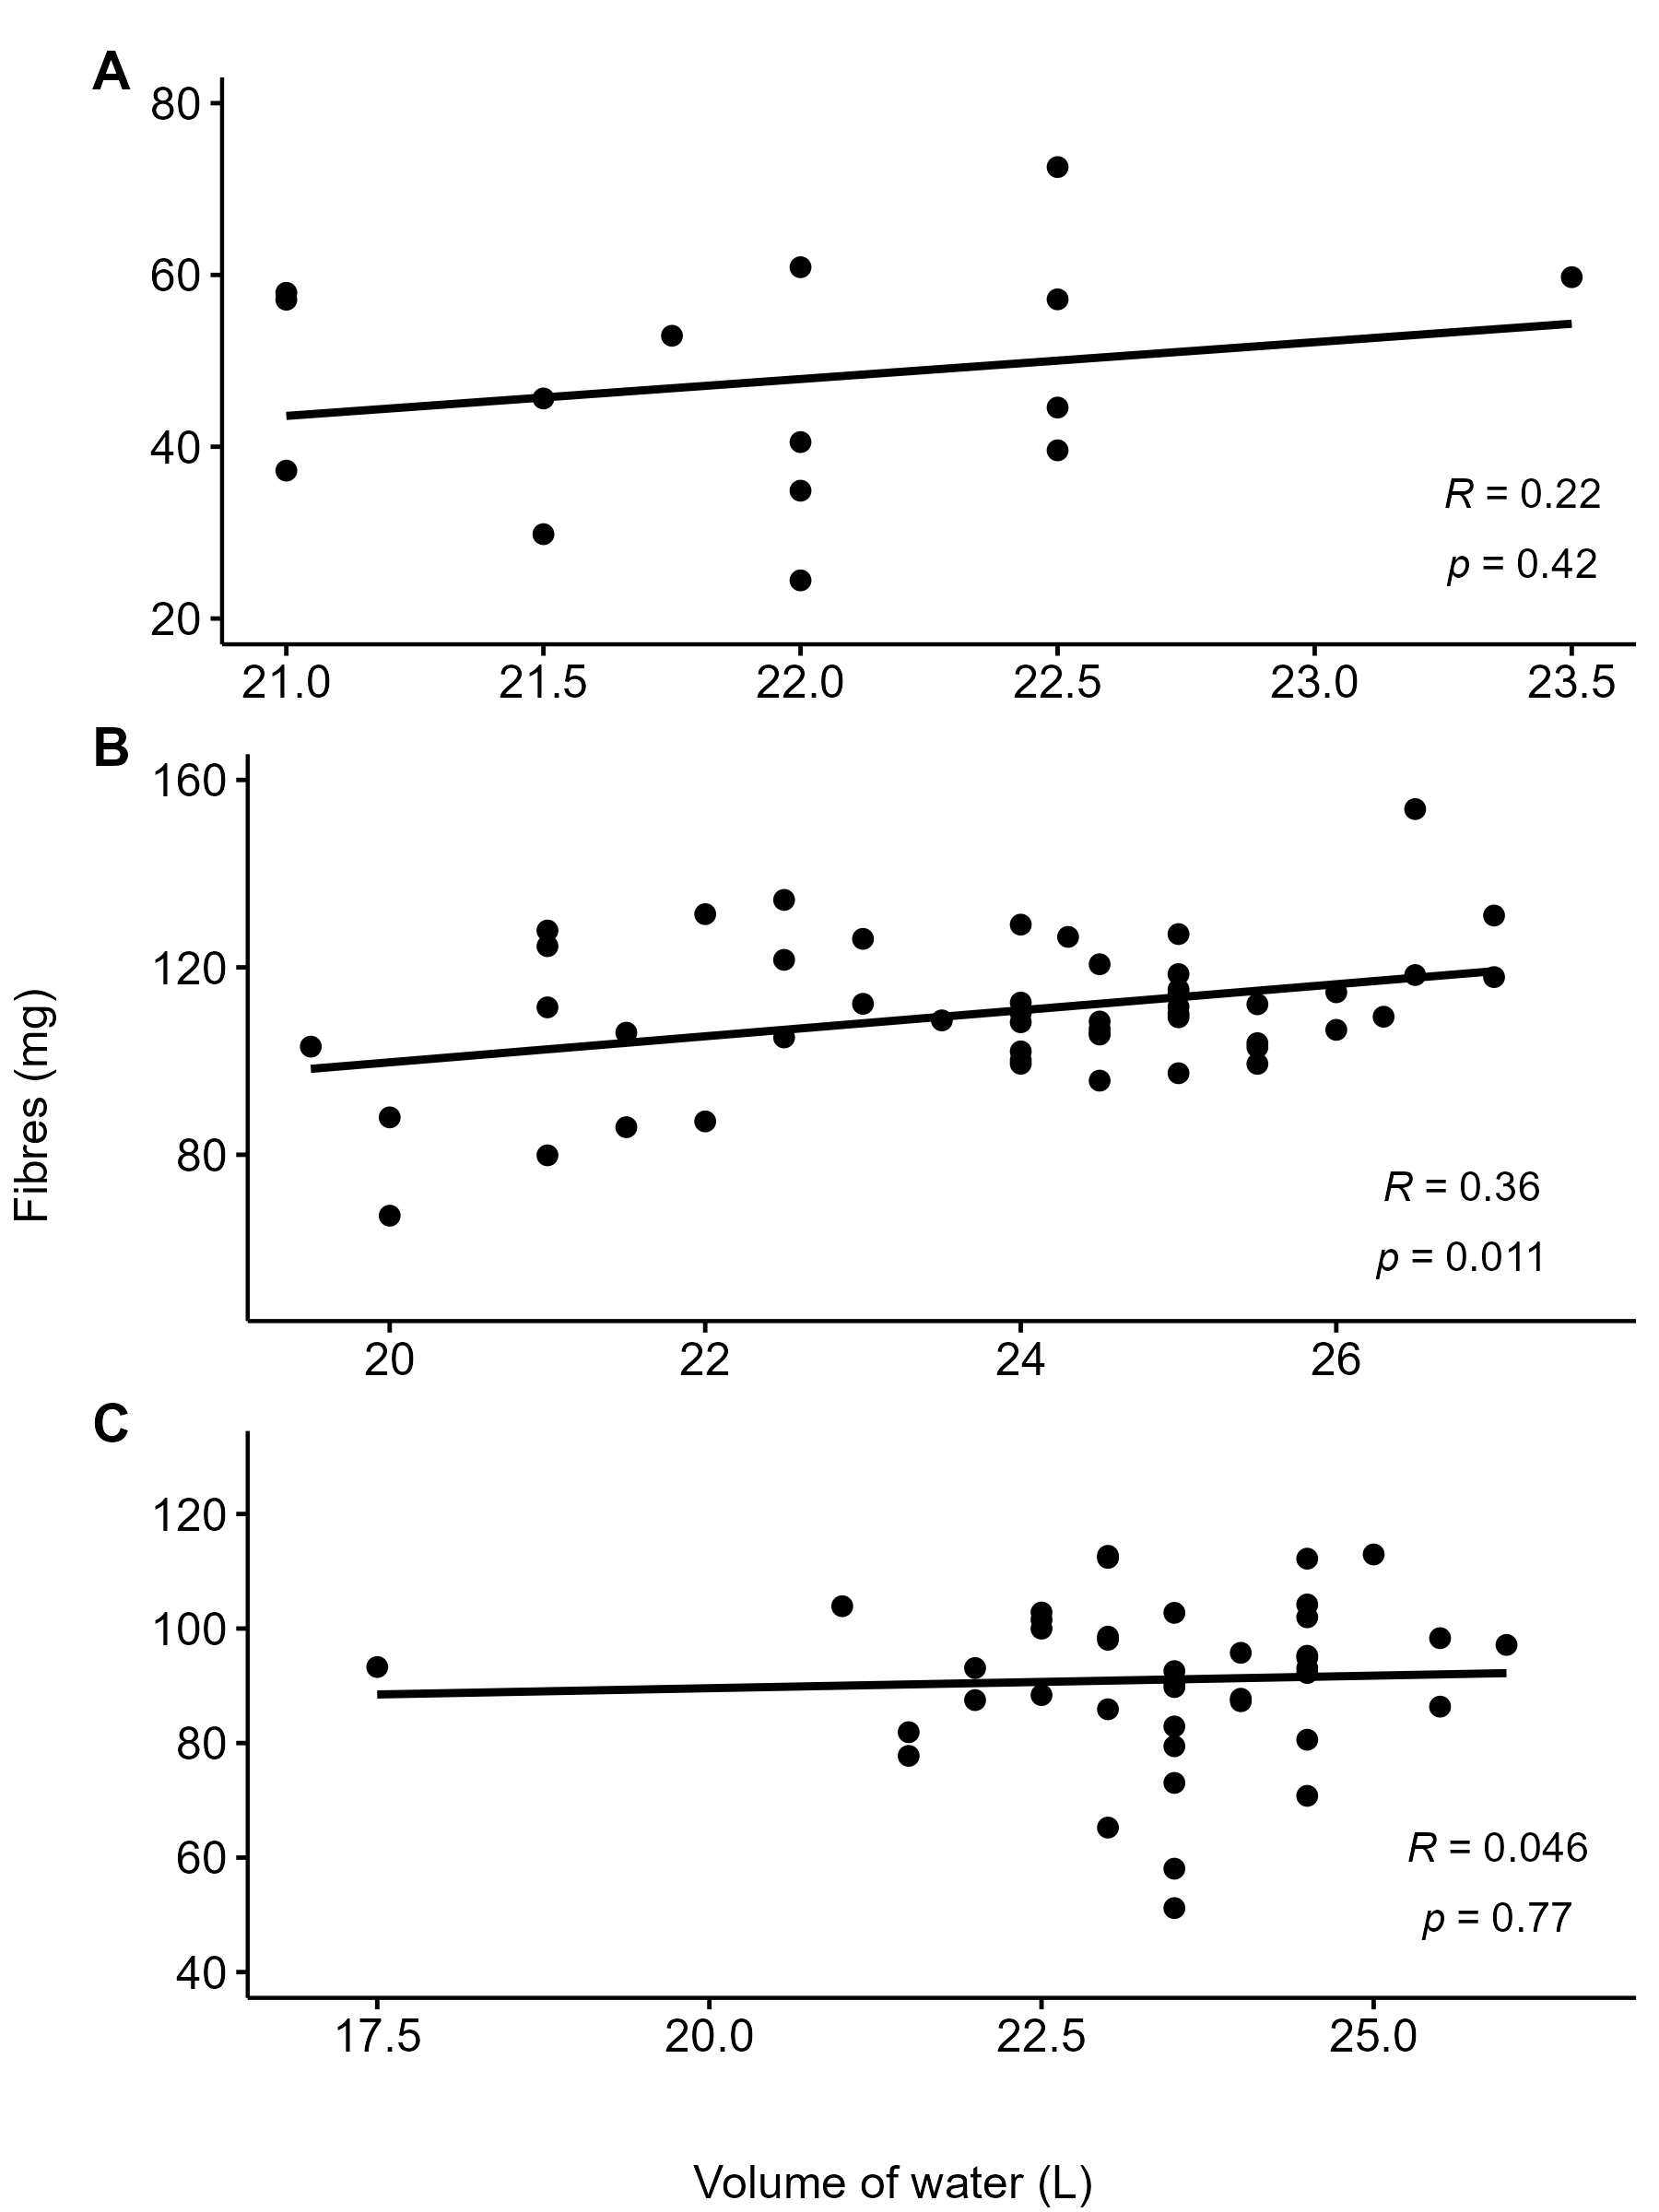 A
80
60
40
20
R = 0.22
p = 0.42
21.0 21.5 22.0 22.5 23.0 23.5
B
160
120
80
R = 0.36
p = 0.011
20 22 24 26
Fibres (mg)
C
120
100
80
60
40
R = 0.046
p = 0.77
17.5 20.0 22.5 25.0
Volume of water (L)